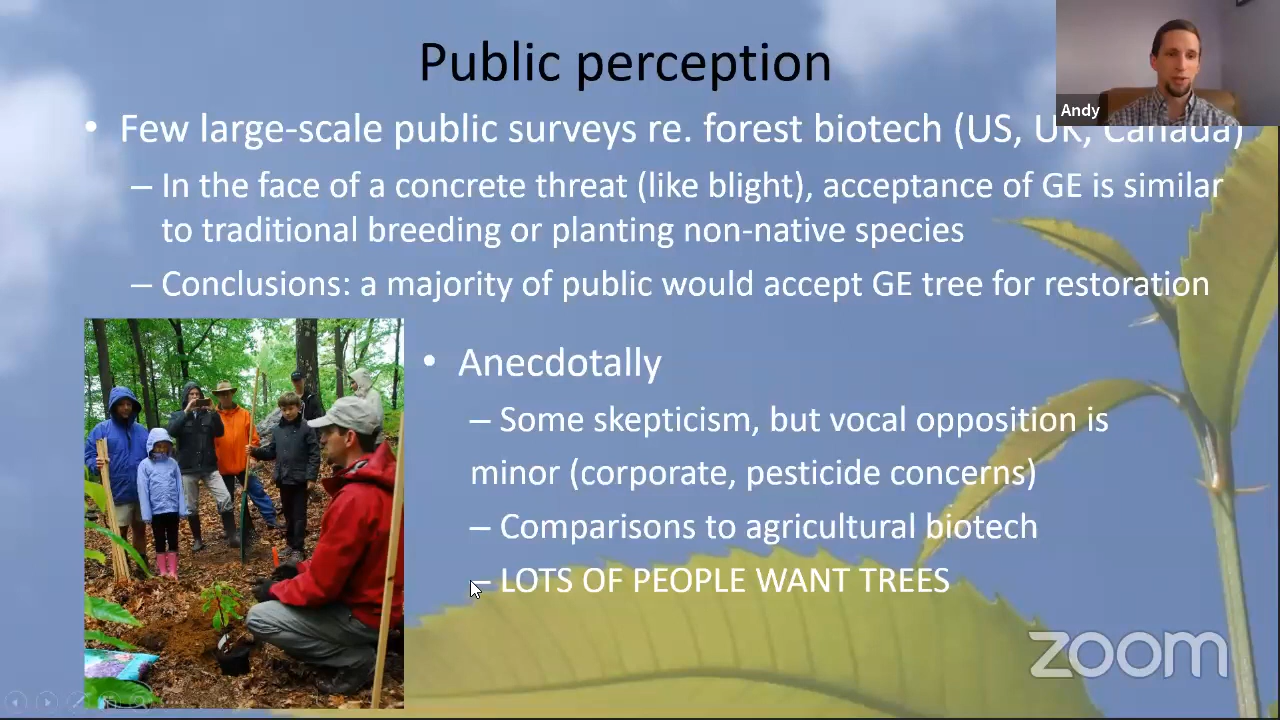 Public perception
Andy
• Few large-scale public surveys re. forest biotech (US, UK, Canada)
– In the face of a concrete threat (like blight), acceptance of GE is similar
to traditional breeding or planting non-native species
– Conclusions: a majority of public would accept GE tree for restoration
• Anecdotally
– Some skepticism, but vocal opposition is
minor (corporate, pesticide concerns)
– Comparisons to agricultural biotech
– LOTS OF PEOPLE WANT TREES
zoom